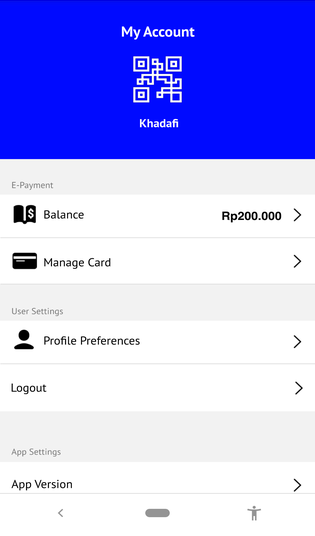 My Account
Khadafi
E-Payment
Balance Rp200.000
Manage Card
User Settings
Profile Preferences
Logout
App Settings
App Version